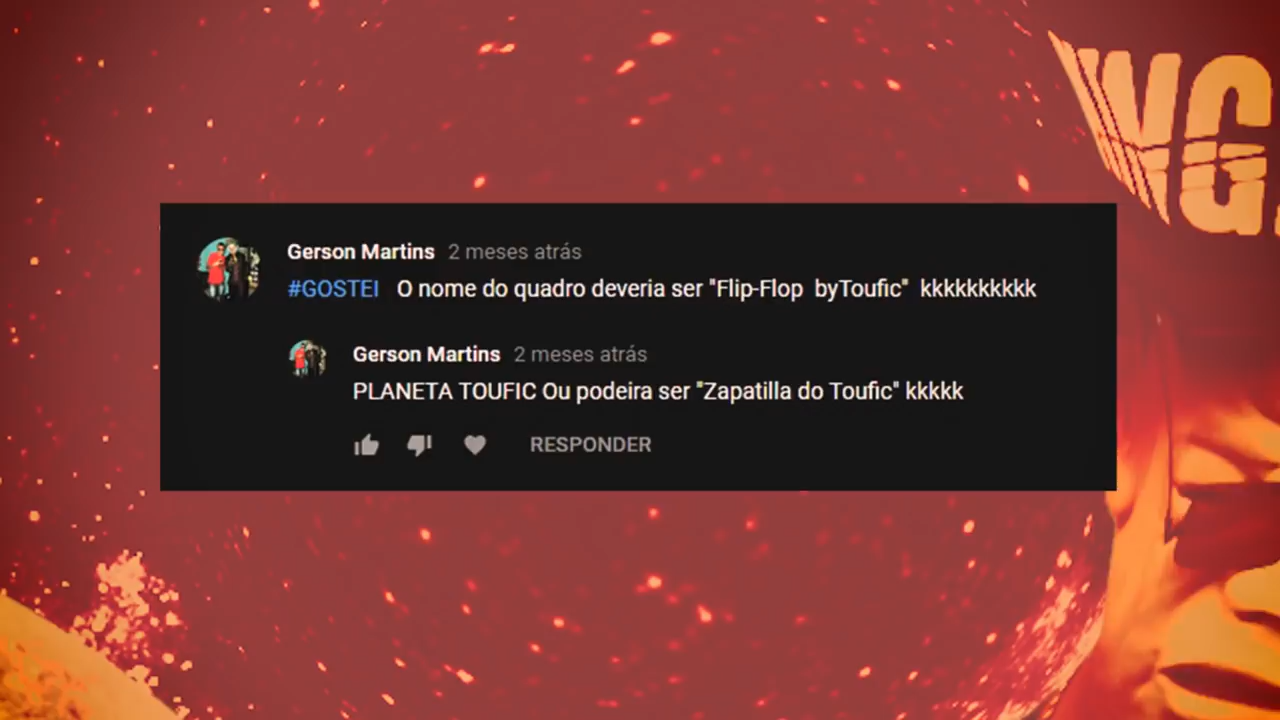 WG
Gerson Martins 2 meses atrás
#GOSTEI O nome do quadro deveria ser "Flip-Flop byToufic" kkkkkkkkkk
Gerson Martins 2 meses atrás
PLANETA TOUFIC Ou podeira ser "Zapatilla do Toufic" kkkkk
RESPONDER